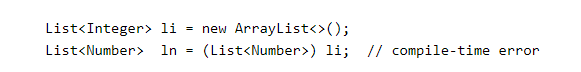 List<Integer> li = new ArrayList<>();
List<Number>  ln = (List<Number>) li;  // compile-time error